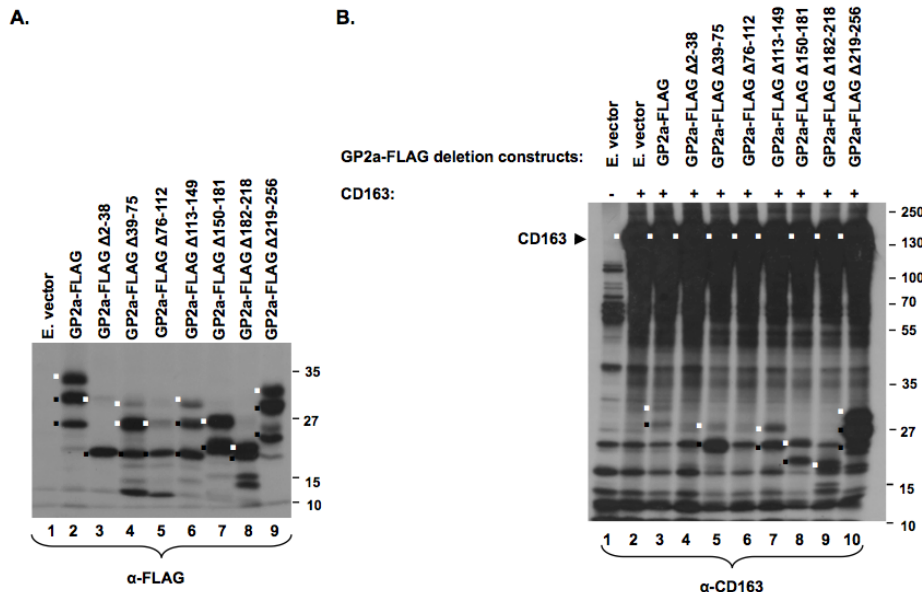 A.
E. vector
GP2a-FLAG
GP2a-FLAG Δ2-38
GP2a-FLAG Δ39-75
GP2a-FLAG Δ76-112
GP2a-FLAG Δ113-149
GP2a-FLAG Δ150-181
GP2a-FLAG Δ182-218
GP2a-FLAG Δ219-256
35
27
20
15
10
1 2 3 4 5 6 7 8 9
α-FLAG
B.
E. vector
E. vector
GP2a-FLAG
GP2a-FLAG Δ2-38
GP2a-FLAG Δ39-75
GP2a-FLAG Δ76-112
GP2a-FLAG Δ113-149
GP2a-FLAG Δ150-181
GP2a-FLAG Δ182-218
GP2a-FLAG Δ219-256
GP2a-FLAG deletion constructs:
CD163: - + + + + + + + + +
CD163 ►
250
130
100
70
55
35
27
15
10
1 2 3 4 5 6 7 8 9 10
α-CD163